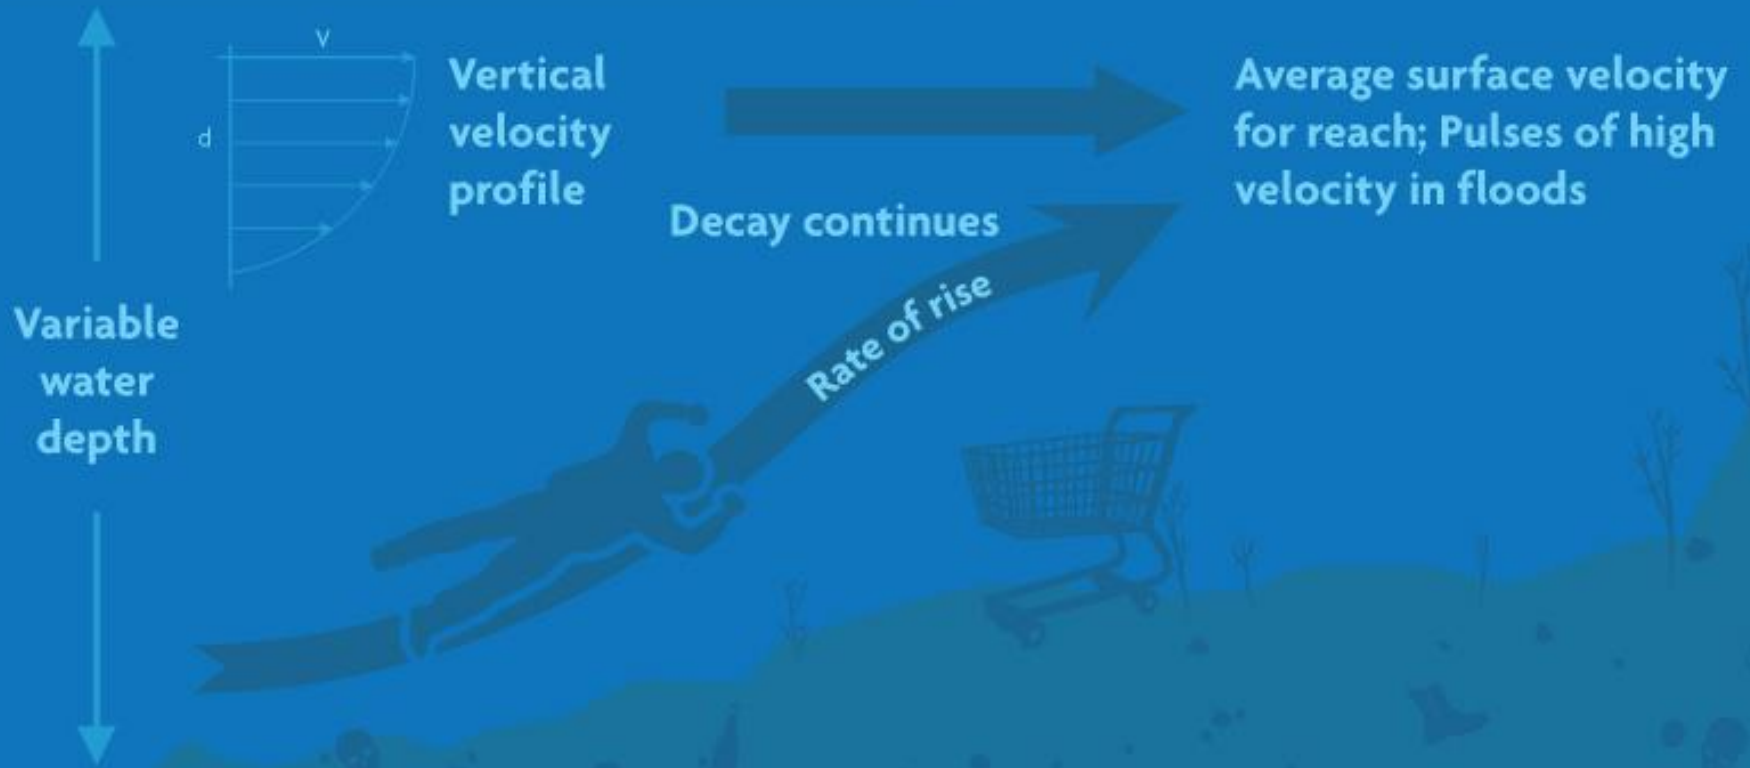 V
d
Vertical
velocity
profile
Average surface velocity
for reach; Pulses of high
velocity in floods
Decay continues
Rate of rise
Variable
water
depth